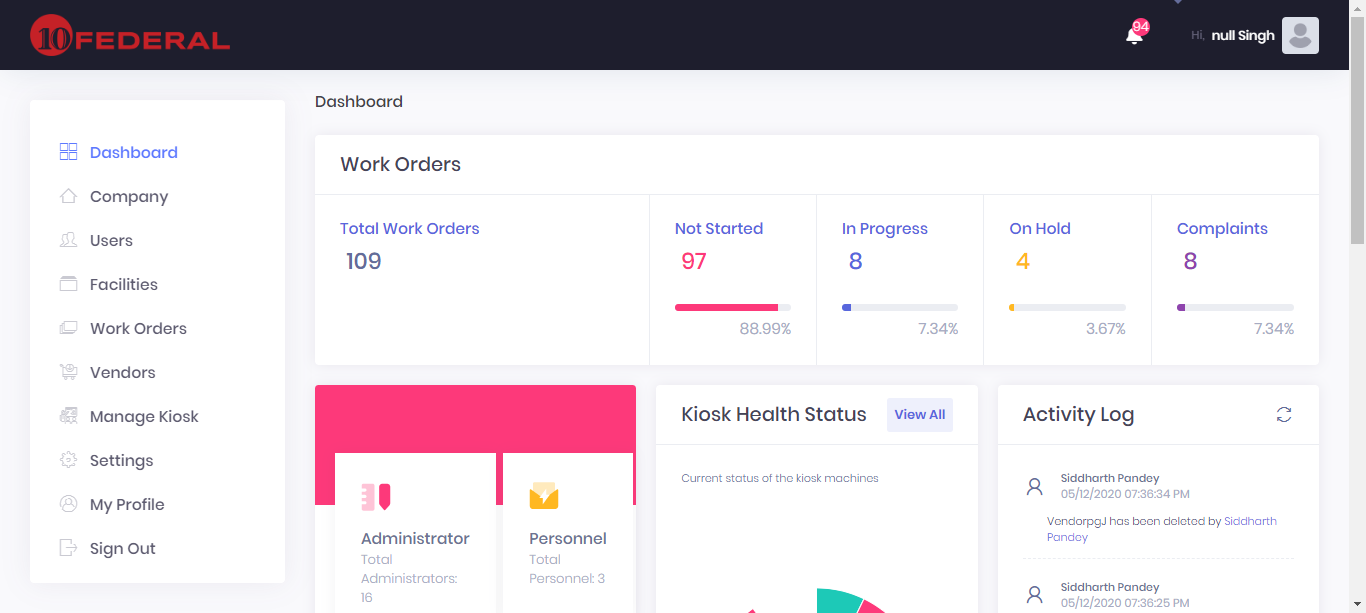 10 FEDERAL
94
Hi, null Singh
Dashboard
Company
Users
Facilities
Work Orders
Vendors
Manage Kiosk
Settings
My Profile
Sign Out
Dashboard
Work Orders
Total Work Orders
109
Not Started
97
88.99%
In Progress
8
7.34%
On Hold
4
3.67%
Complaints
8
7.34%
Administrator
Total
Administrators:
16
Personnel
Total
Personnel: 3
Kiosk Health Status
View All
Current status of the kiosk machines
Activity Log
Siddharth Pandey
05/12/2020 07:36:34 PM
VendorpgJ has been deleted by Siddharth
Pandey
Siddharth Pandey
05/12/2020 07:36:25 PM